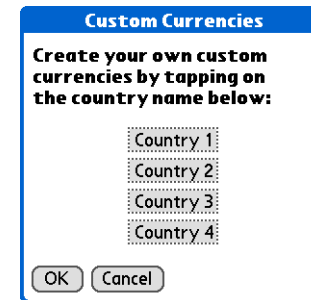 Custom Currencies
Create your own custom
currencies by tapping on
the country name below:
Country 1
Country 2
Country 3
Country 4
OK Cancel